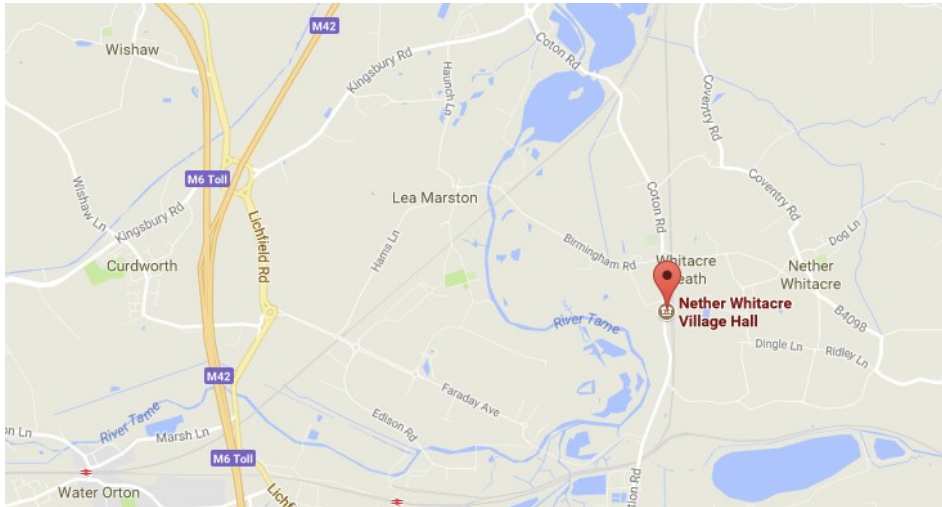 M42
Wishaw
Kingsbury Rd
Haunch Ln
Coton Rd
Coventry Rd
M6 Toll
Wishaw Ln
Kingsbury Rd
Lichfield Rd
Lea Marston
Coton Rd
Coventry Rd
Dog Ln
Hams Ln
Birmingham Rd
Curdworth
Whitacre
Heath
Nether
Whitacre
Nether Whitacre
Village Hall
B4098
River Tame
Dingle Ln
Ridley Ln
M42
Faraday Ave
River Tame
Marsh Ln
Edison Rd
M6 Toll
Water Orton